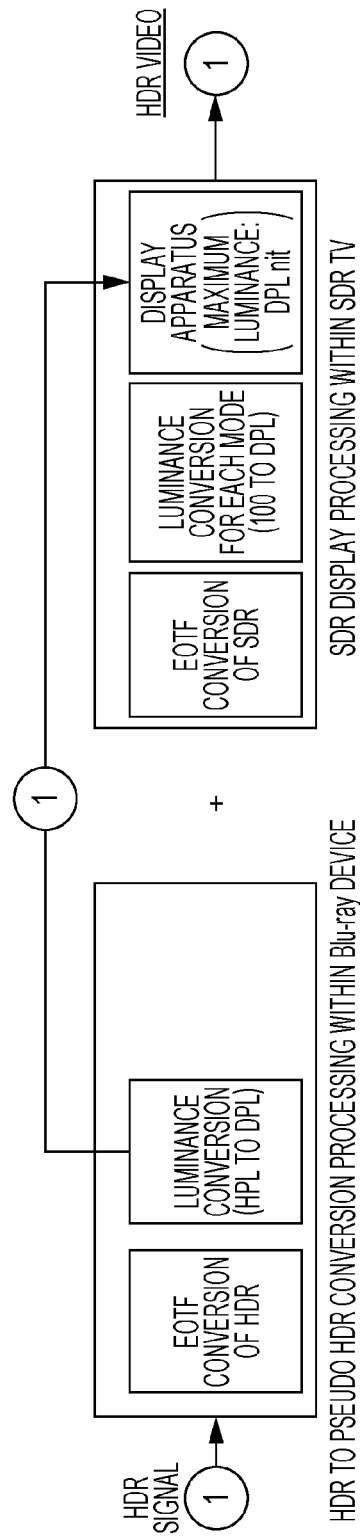 HDR
SIGNAL
1
EOTF
CONVERSION
OF HDR
LUMINANCE
CONVERSION
(HPL TO DPL)
HDR TO PSEUDO HDR CONVERSION PROCESSING WITHIN Blu-ray DEVICE
1
+
EOTF
CONVERSION
OF SDR
LUMINANCE
CONVERSION
FOR EACH MODE
(100 TO DPL)
DISPLAY
APPARATUS
(MAXIMUM
LUMINANCE:
DPL nit)
SDR DISPLAY PROCESSING WITHIN SDR TV
HDR VIDEO
1